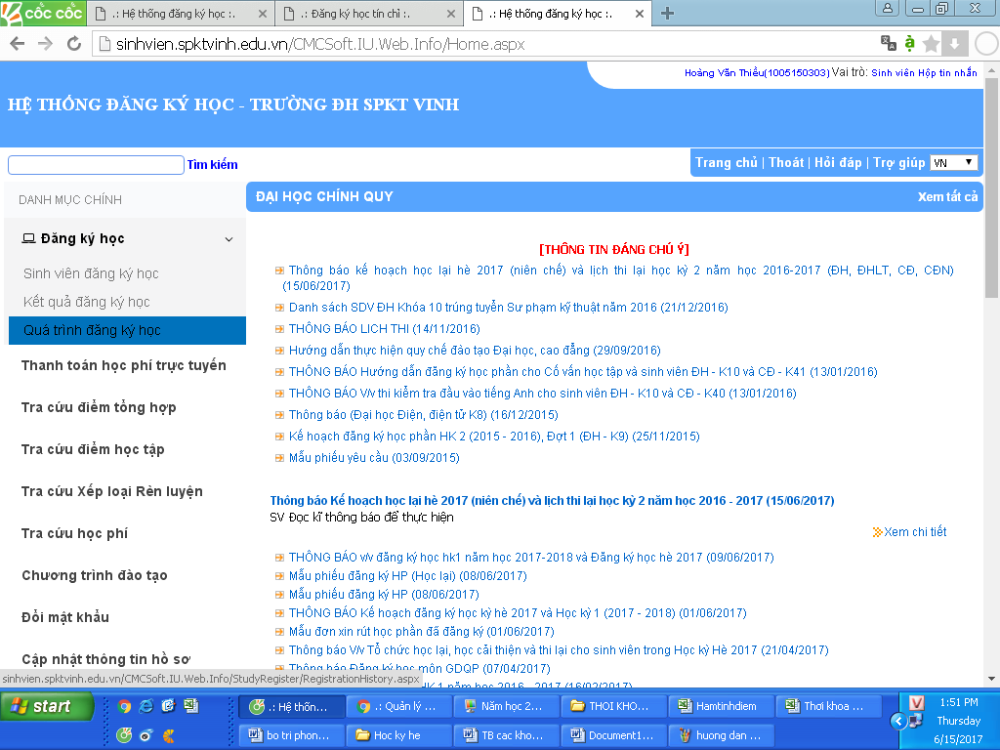 cốc cốc
.: Hệ thống đăng ký học :.
.: Đăng ký học tín chỉ :.
.: Hệ thống đăng ký học :.
sinhvien.spktvinh.edu.vn/CMCSoft.IU.Web.Info/Home.aspx
Hoàng Văn Thiều(1005150303) Vai trò: Sinh viên Hộp tin nhắn
HỆ THỐNG ĐĂNG KÝ HỌC - TRƯỜNG ĐH SPKT VINH
Tìm kiếm
Trang chủ | Thoát | Hỏi đáp | Trợ giúp VN
DANH MỤC CHÍNH
Đăng ký học
Sinh viên đăng ký học
Kết quả đăng ký học
Quá trình đăng ký học
Thanh toán học phí trực tuyến
Tra cứu điểm tổng hợp
Tra cứu điểm học tập
Tra cứu Xếp loại Rèn luyện
Tra cứu học phí
Chương trình đào tạo
Đổi mật khẩu
Cập nhật thông tin hồ sơ
ĐẠI HỌC CHÍNH QUY
Xem tất cả
[THÔNG TIN ĐÁNG CHÚ Ý]
Thông báo kế hoạch học lại hè 2017 (niên chế) và lịch thi lại học kỳ 2 năm học 2016-2017 (ĐH, ĐHLT, CĐ, CĐN)
(15/06/2017)
Danh sách SDV ĐH Khóa 10 trúng tuyển Sư phạm kỹ thuật năm 2016 (21/12/2016)
THÔNG BÁO LICH THI (14/11/2016)
Hướng dẫn thực hiện quy chế đào tạo Đại học, cao đẳng (29/09/2016)
THÔNG BÁO Hướng dẫn đăng ký học phần cho Cố vấn học tập và sinh viên ĐH - K10 và CĐ - K41 (13/01/2016)
THÔNG BÁO V/v thi kiểm tra đầu vào tiếng Anh cho sinh viên ĐH - K10 và CĐ - K40 (13/01/2016)
Thông báo (Đại học Điện, điện tử K8) (16/12/2015)
Kế hoạch đăng ký học phần HK 2 (2015 - 2016), Đợt 1 (ĐH - K9) (25/11/2015)
Mẫu phiếu yêu cầu (03/09/2015)
Thông báo Kế hoạch học lại hè 2017 (niên chế) và lịch thi lại học kỳ 2 năm học 2016 - 2017 (15/06/2017)
SV Đọc kĩ thông báo để thực hiện
Xem chi tiết
THÔNG BÁO v/v đăng ký học hk1 năm học 2017-2018 và Đăng ký học hè 2017 (09/06/2017)
Mẫu phiếu đăng ký HP (Học lại) (08/06/2017)
Mẫu phiếu đăng ký HP (08/06/2017)
THÔNG BÁO Kế hoạch đăng ký học kỳ hè 2017 và Học kỳ 1 (2017 - 2018) (01/06/2017)
Mẫu đơn xin rút học phần đã đăng ký (01/06/2017)
Thông báo V/v Tổ chức học lại, học cải thiện và thi lại cho sinh viên trong Học kỳ Hè 2017 (21/04/2017)
Thông báo Đăng ký học môn GDQP (07/04/2017)
HK 1 năm học 2016 - 2017 (16/02/2017)
sinhvien.spktvinh.edu.vn/CMCSoft.IU.Web.Info/StudyRegister/RegistrationHistory.aspx
start
.: Hệ thốn...
.: Quản lý ...
Năm học 2...
THOI KHO...
Hamtinhdiem
Thơi khoa ...
bo tri phon...
Hoc ky he
TB cac kho...
Document1...
huong dan ...
1:51 PM
Thursday
6/15/2017